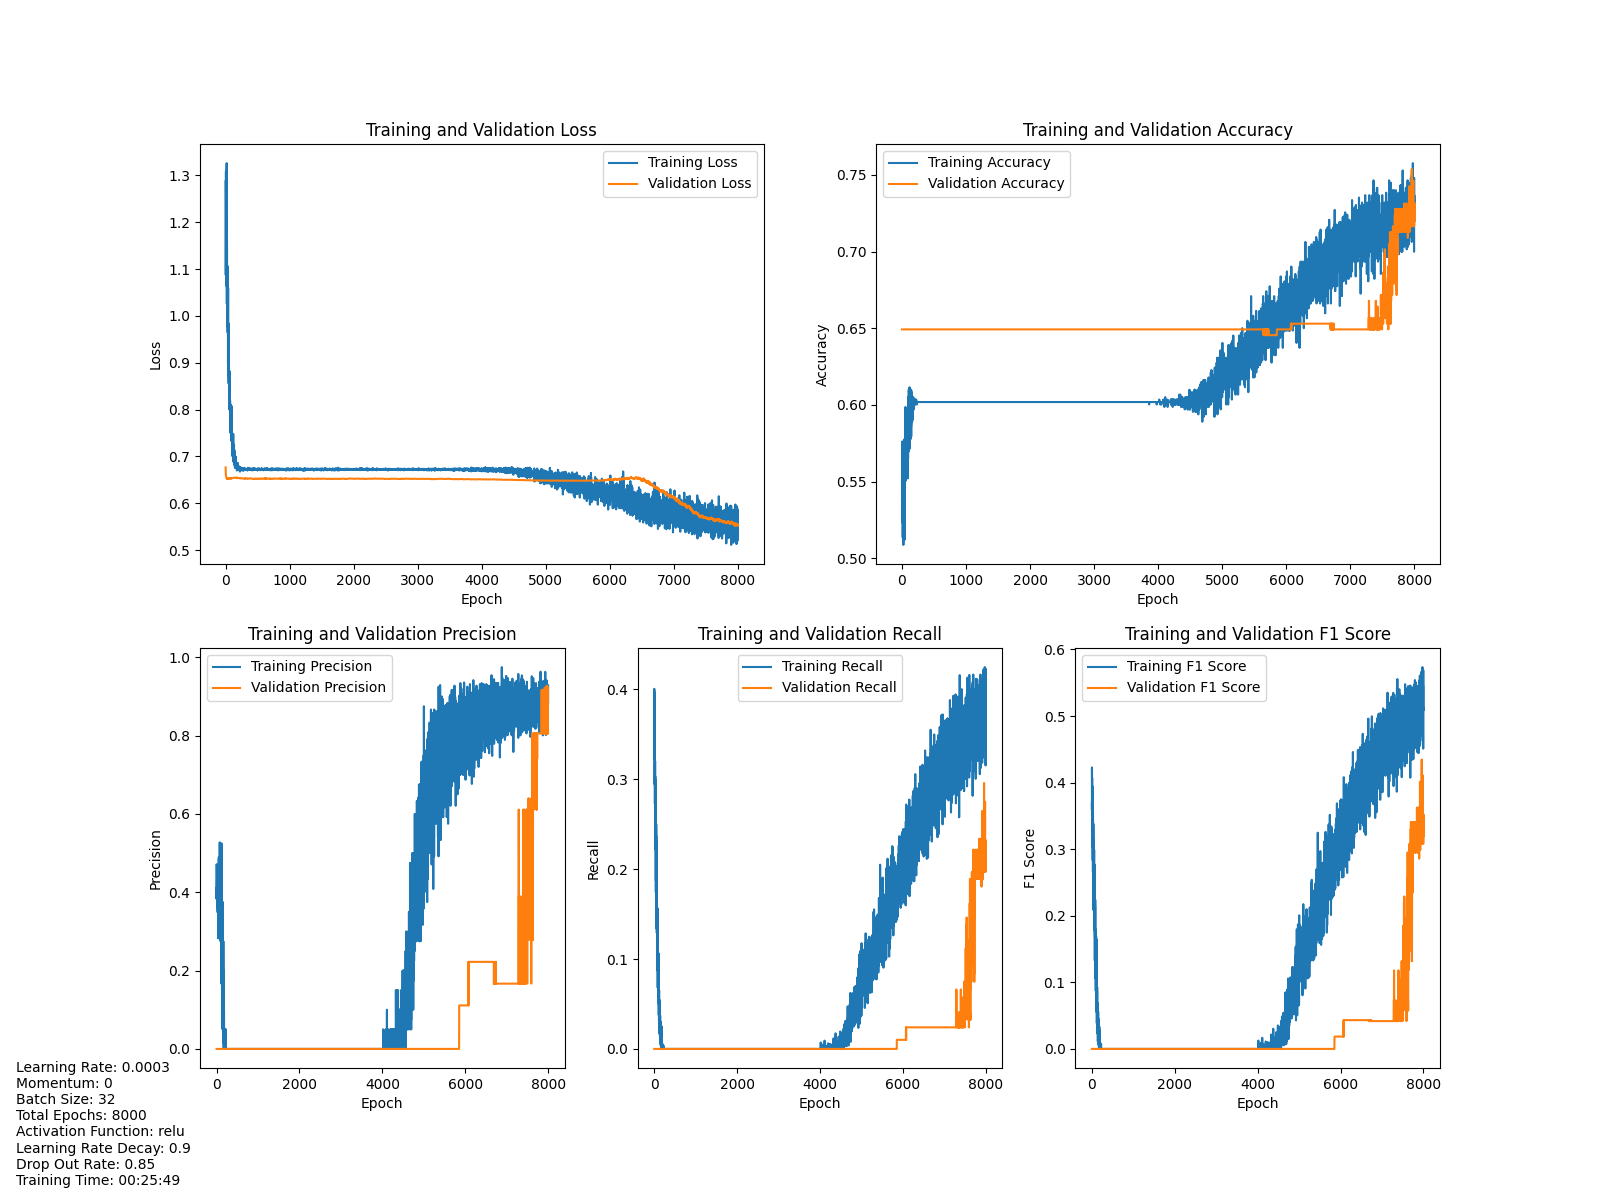 Training and Validation Loss
Training Loss
Validation Loss
1.3
1.2
1.1
1.0
0.9
0.8
0.7
0.6
0.5
Loss
0 1000 2000 3000 4000 5000 6000 7000 8000
Epoch
Training and Validation Accuracy
Training Accuracy
Validation Accuracy
0.75
0.70
0.65
0.60
0.55
0.50
Accuracy
0 1000 2000 3000 4000 5000 6000 7000 8000
Epoch
Training and Validation Precision
Training Precision
Validation Precision
1.0
0.8
0.6
0.4
0.2
0.0
Precision
0 2000 4000 6000 8000
Epoch
Training and Validation Recall
Training Recall
Validation Recall
0.4
0.3
0.2
0.1
0.0
Recall
0 2000 4000 6000 8000
Epoch
Training and Validation F1 Score
Training F1 Score
Validation F1 Score
0.6
0.5
0.4
0.3
0.2
0.1
0.0
F1 Score
0 2000 4000 6000 8000
Epoch
Learning Rate: 0.0003
Momentum: 0
Batch Size: 32
Total Epochs: 8000
Activation Function: relu
Learning Rate Decay: 0.9
Drop Out Rate: 0.85
Training Time: 00:25:49